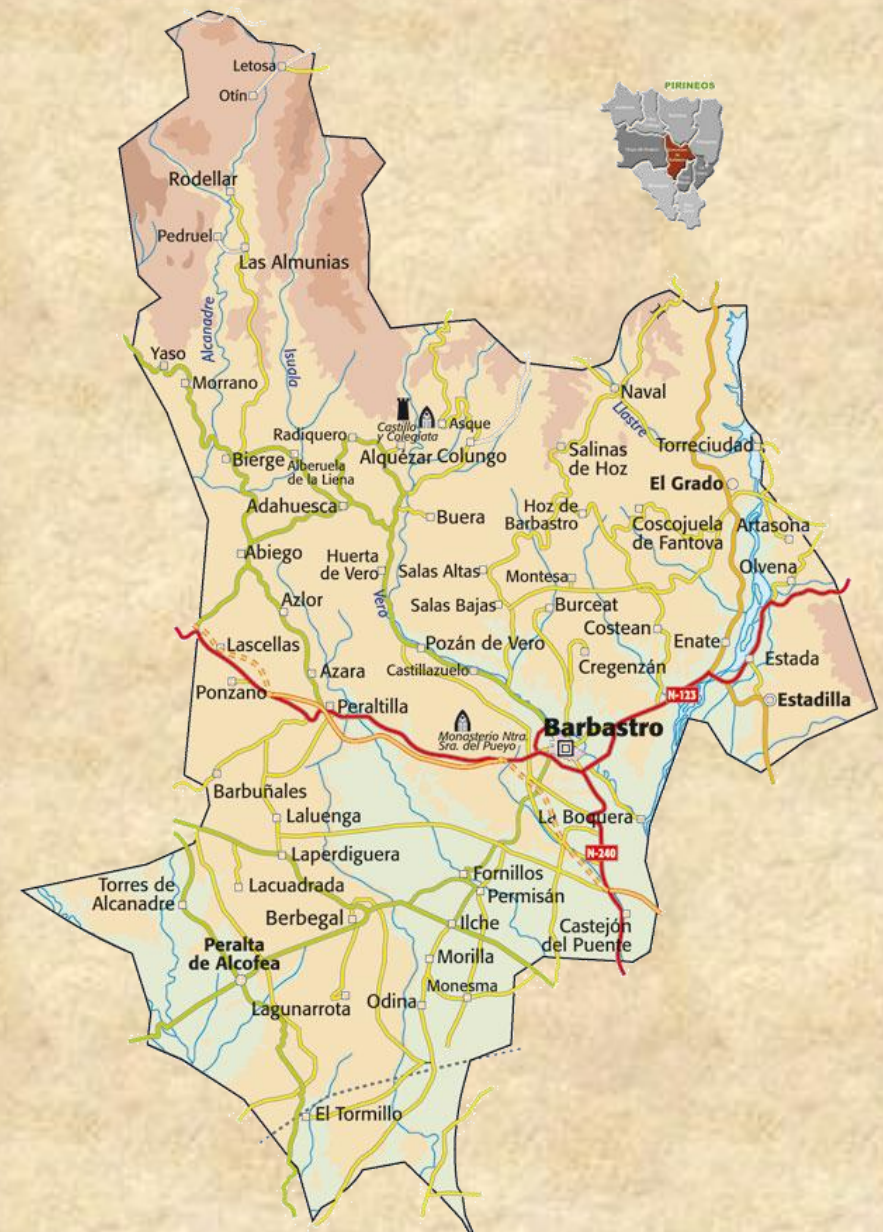 PIRINEOS
Letosa
Otín
Rodellar
Pedruel
Las Almunias
Alcanadre
Isuala
Yaso
Morrano
Naval
Llastre
Castillo
y Colegiata
Asque
Radiquero
Alquézar
Colungo
Salinas
de Hoz
Torreciudad
Bierge
Alberuela
de la Liena
El Grado
Adahuesca
Buera
Hoz de
Barbastro
Coscojuela
de Fantova
Artasona
Abiego
Huerta
de Vero
Salas Altas
Montesa
Olvena
Vero
Azlor
Salas Bajas
Burceat
Costean
Enate
Lascellas
Pozán de Vero
Cregenzán
Estada
Azara
Castillazuelo
Ponzano
N-123
Estadilla
Peraltilla
Barbastro
Monasterio Ntra.
Sra. del Pueyo
Barbuñales
Laluenga
La Boquera
Laperdiguera
N-240
Fornillos
Torres de
Alcanadre
Lacuadrada
Permisán
Berbegal
Ilche
Castejón
del Puente
Peralta
de Alcofea
Morilla
Monesma
Lagunarrota
Odina
El Tormillo